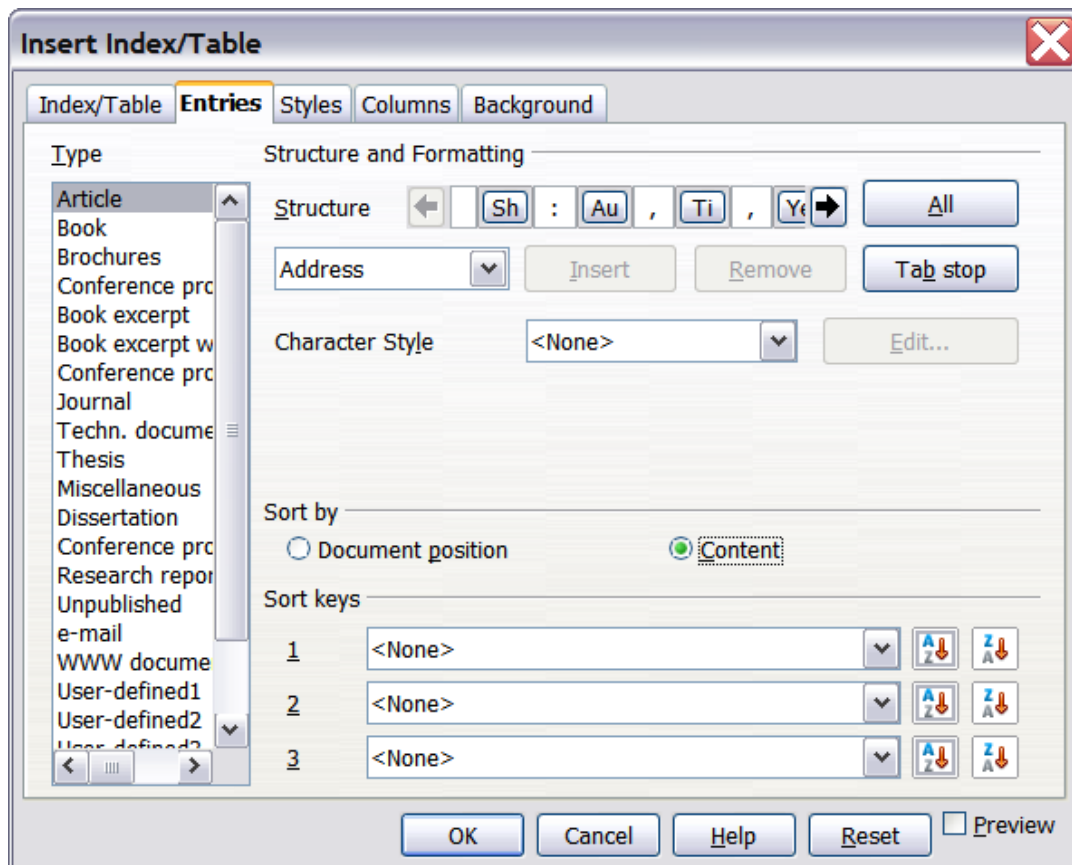 Insert Index/Table
Index/Table Entries Styles Columns Background
Type
Article
Book
Brochures
Conference pro
Book excerpt
Book excerpt w
Conference pro
Journal
Techn. docume
Thesis
Miscellaneous
Dissertation
Conference pro
Research repor
Unpublished
e-mail
WWW docume
User-defined1
User-defined2
User-defined3
Structure and Formatting
Structure Sh : Au , Ti , Ye All
Address Insert Remove Tab stop
Character Style <None> Edit...
Sort by
Document position Content
Sort keys
1 <None> A Z Z A
2 <None> A Z Z A
3 <None> A Z Z A
OK Cancel Help Reset Preview